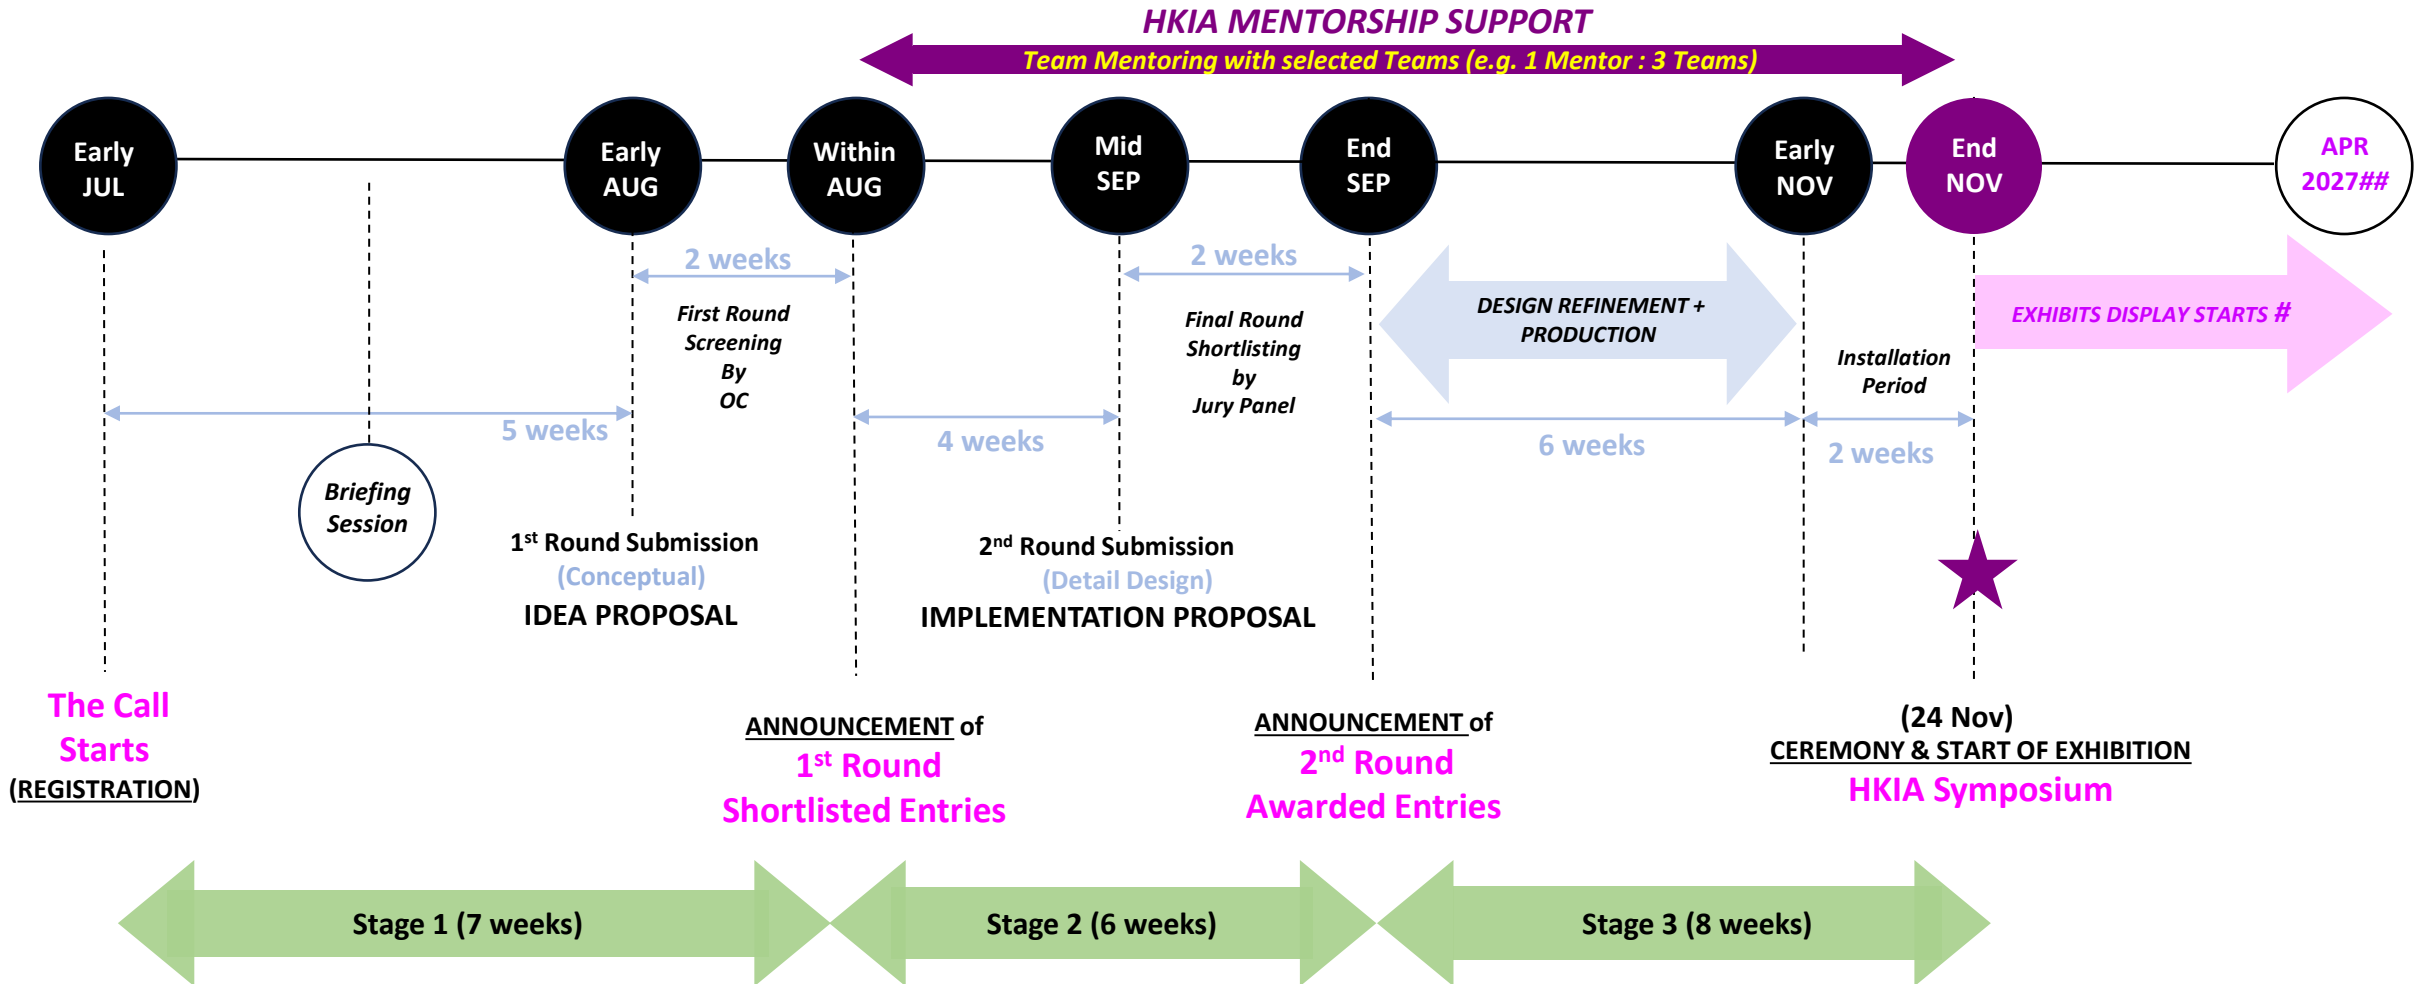 HKIA MENTORSHIP SUPPORT
Team Mentoring with selected Teams (e.g. 1 Mentor : 3 Teams)
Early
JUL
Early
AUG
Within
AUG
Mid
SEP
End
SEP
Early
NOV
End
NOV
APR
2027##
2 weeks
First Round
Screening
By
OC
2 weeks
Final Round
Shortlisting
by
Jury Panel
DESIGN REFINEMENT +
PRODUCTION
EXHIBITS DISPLAY STARTS #
Installation
Period
5 weeks
4 weeks
6 weeks
2 weeks
Briefing
Session
1st Round Submission
(Conceptual)
IDEA PROPOSAL
2nd Round Submission
(Detail Design)
IMPLEMENTATION PROPOSAL
The Call
Starts
(REGISTRATION)
ANNOUNCEMENT of
1st Round
Shortlisted Entries
ANNOUNCEMENT of
2nd Round
Awarded Entries
(24 Nov)
CEREMONY & START OF EXHIBITION
HKIA Symposium
Stage 1 (7 weeks)
Stage 2 (6 weeks)
Stage 3 (8 weeks)